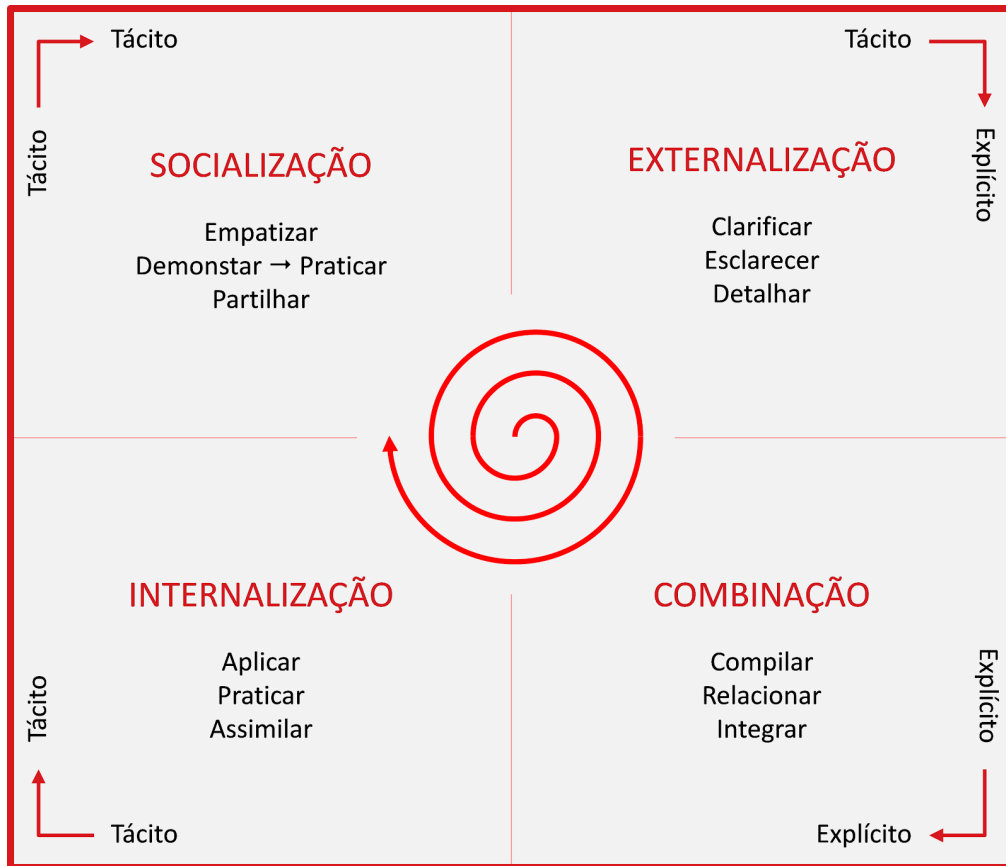 Tácito
Tácito
SOCIALIZAÇÃO
Empatizar
Demonstar → Praticar
Partilhar
Tácito
Explícito
EXTERNALIZAÇÃO
Clarificar
Esclarecer
Detalhar
INTERNALIZAÇÃO
Aplicar
Praticar
Assimilar
Tácito
Tácito
COMBINAÇÃO
Compilar
Relacionar
Integrar
Explícito
Explícito